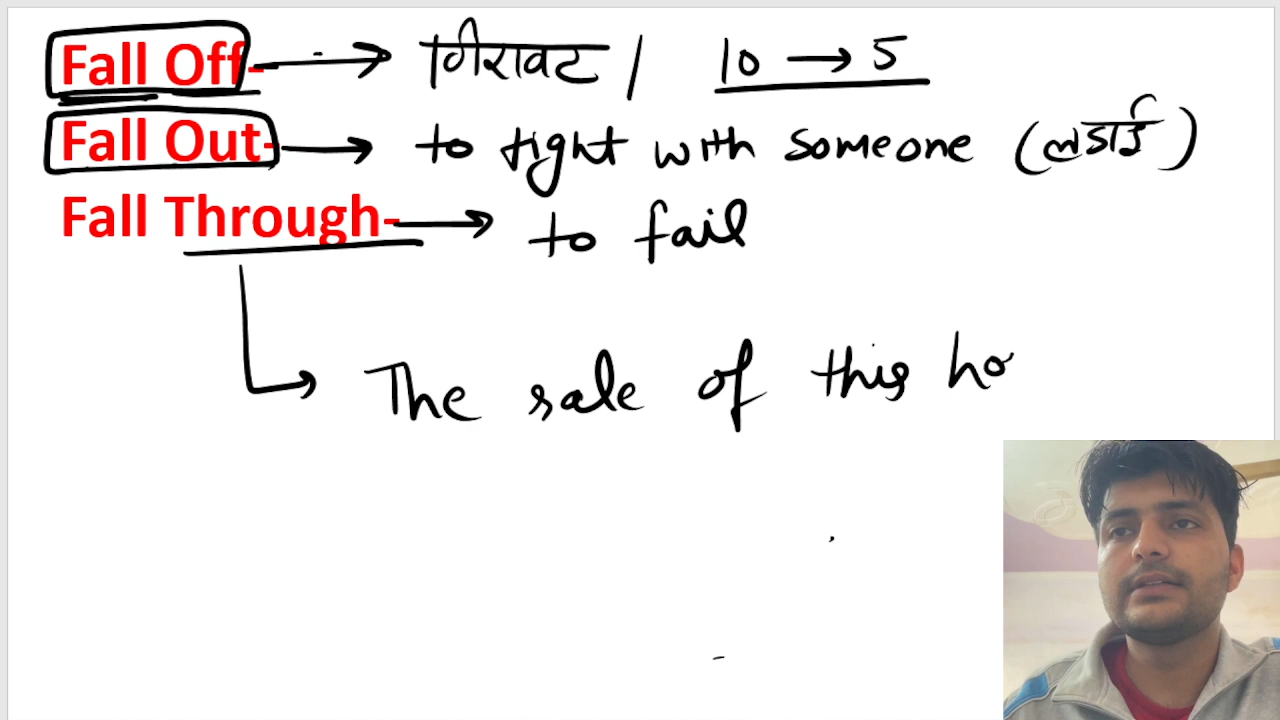 Fall Off- → गिरावट / 10 → 5
Fall Out- → to fight with someone (लडाई)
Fall Through- → to fail
The sale of this ho